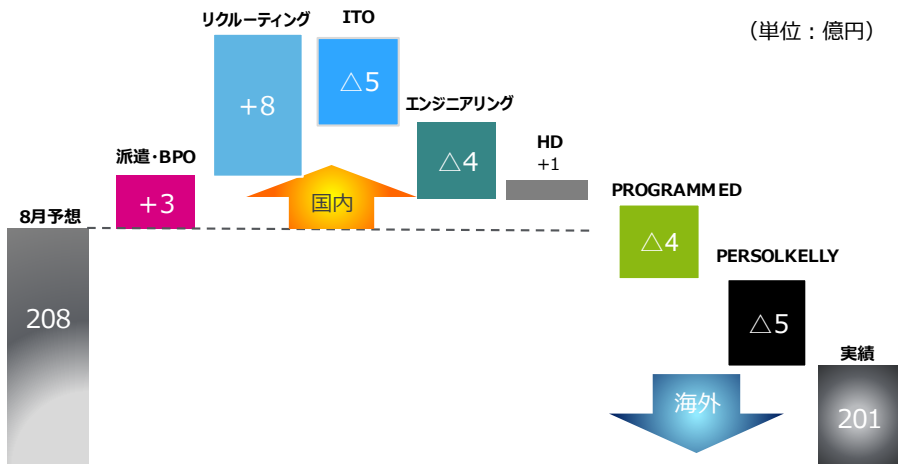 (単位：億円)
リクルーティング
+8
ITO
△5
エンジニアリング
△4
HD
+1
派遣・BPO
+3
国内
8月予想
208
PROGRAMMED
△4
PERSOLKELLY
△5
海外
実績
201